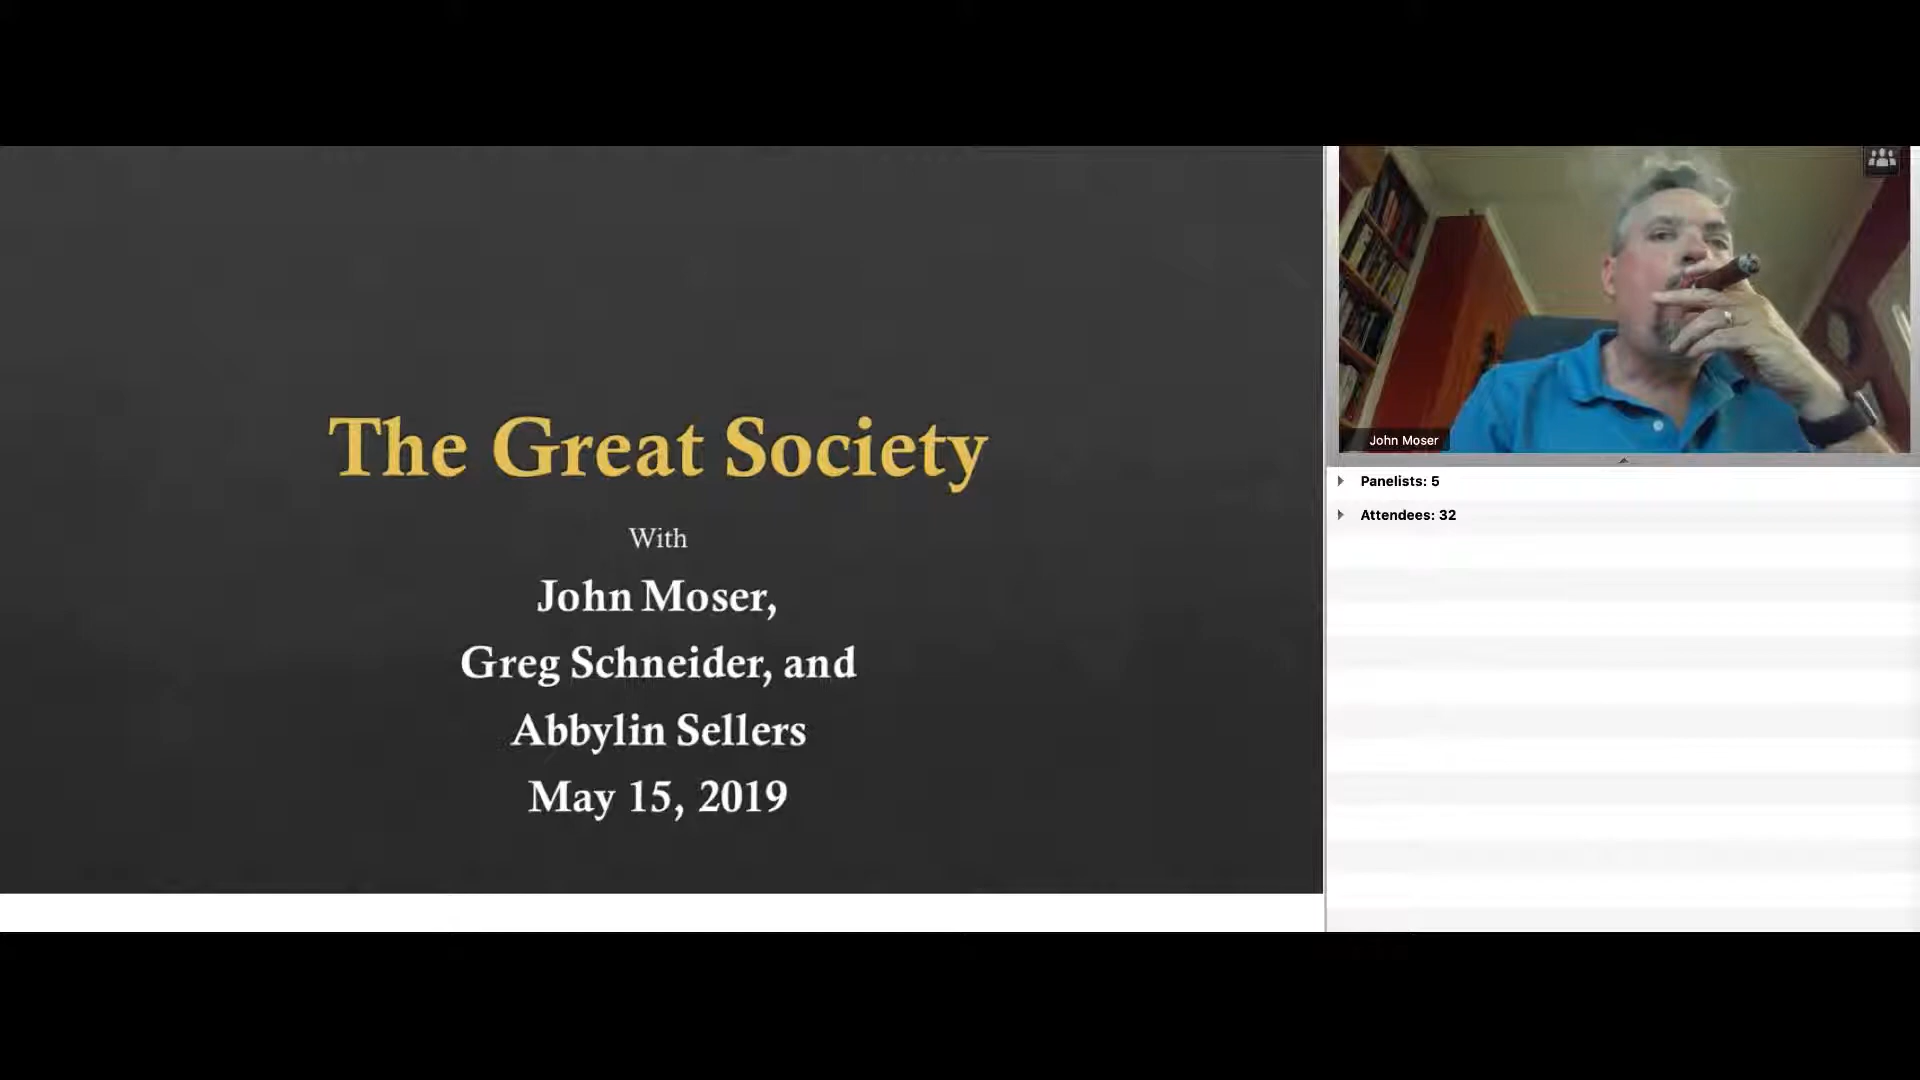 The Great Society
With
John Moser,
Greg Schneider, and
Abbylin Sellers
May 15, 2019
John Moser
Panelists: 5
Attendees: 32